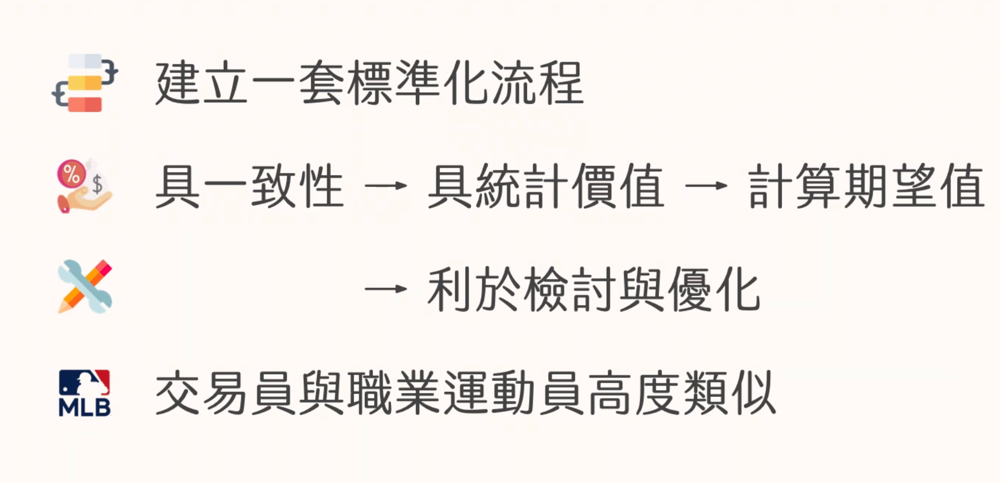 建立一套標準化流程
% $ 具一致性 → 具統計價值 → 計算期望值
→ 利於檢討與優化
MLB 交易員與職業運動員高度類似